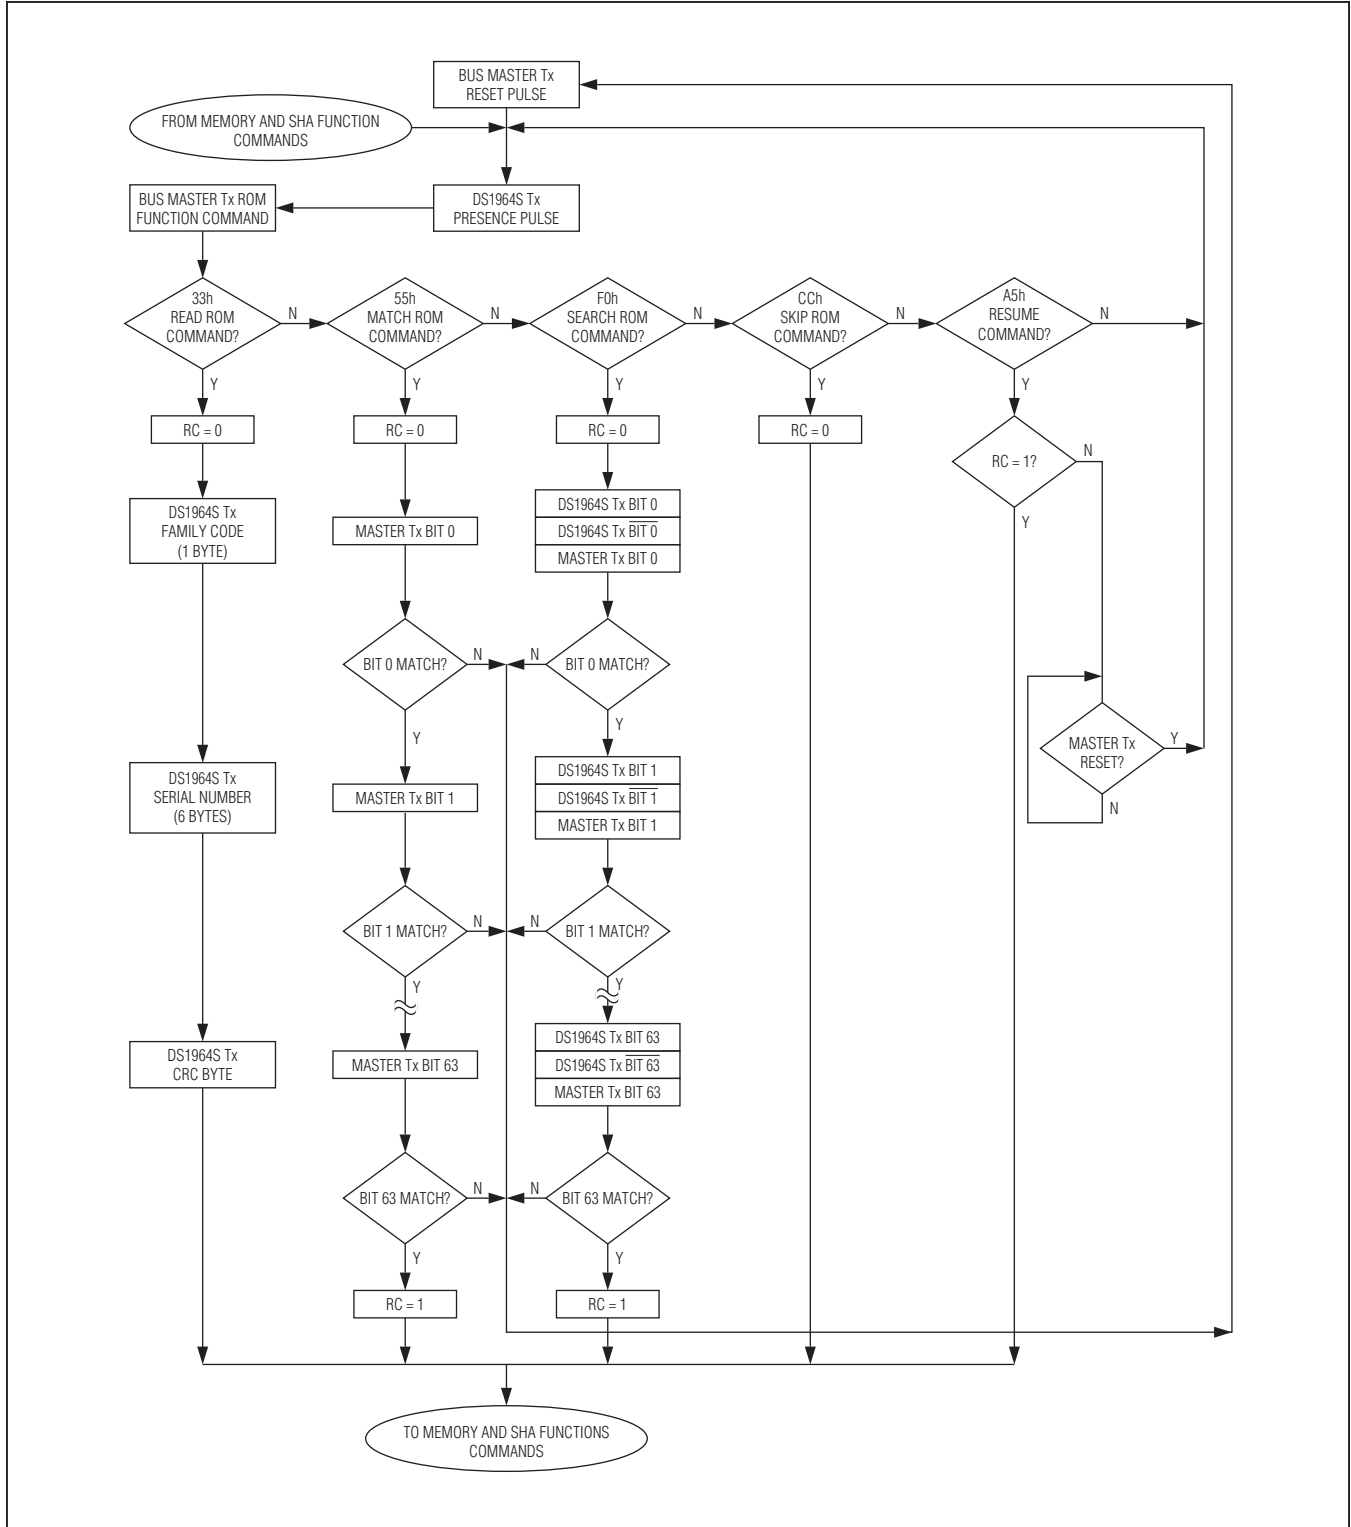 BUS MASTER Tx
RESET PULSE
FROM MEMORY AND SHA FUNCTION
COMMANDS
BUS MASTER Tx ROM
FUNCTION COMMAND
DS1964S Tx
PRESENCE PULSE
33h
READ ROM
COMMAND?
N
55h
MATCH ROM
COMMAND?
N
F0h
SEARCH ROM
COMMAND?
N
CCh
SKIP ROM
COMMAND?
N
A5h
RESUME
COMMAND?
N
Y
Y
Y
Y
Y
RC = 0
RC = 0
RC = 0
RC = 0
RC = 1?
N
Y
DS1964S Tx
FAMILY CODE
(1 BYTE)
MASTER Tx BIT 0
DS1964S Tx BIT 0
DS1964S Tx B̅I̅T̅ ̅0̅
MASTER Tx BIT 0
BIT 0 MATCH?
N
N
BIT 0 MATCH?
Y
Y
MASTER Tx
RESET?
Y
N
DS1964S Tx
SERIAL NUMBER
(6 BYTES)
MASTER Tx BIT 1
DS1964S Tx BIT 1
DS1964S Tx B̅I̅T̅ ̅1̅
MASTER Tx BIT 1
BIT 1 MATCH?
N
N
BIT 1 MATCH?
Y
Y
DS1964S Tx
CRC BYTE
MASTER Tx BIT 63
DS1964S Tx BIT 63
DS1964S Tx B̅I̅T̅ ̅6̅3̅
MASTER Tx BIT 63
BIT 63 MATCH?
N
N
BIT 63 MATCH?
Y
Y
RC = 1
RC = 1
TO MEMORY AND SHA FUNCTIONS
COMMANDS